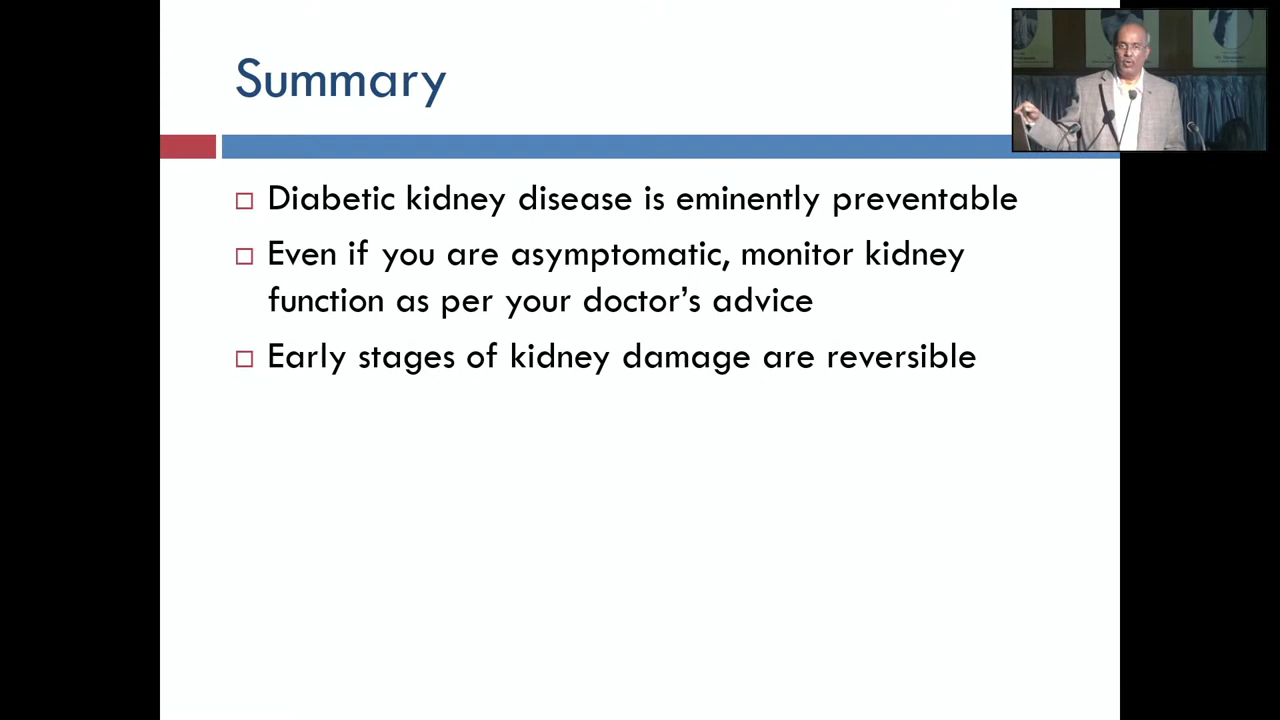 Summary
Diabetic kidney disease is eminently preventable
Even if you are asymptomatic, monitor kidney
function as per your doctor’s advice
Early stages of kidney damage are reversible